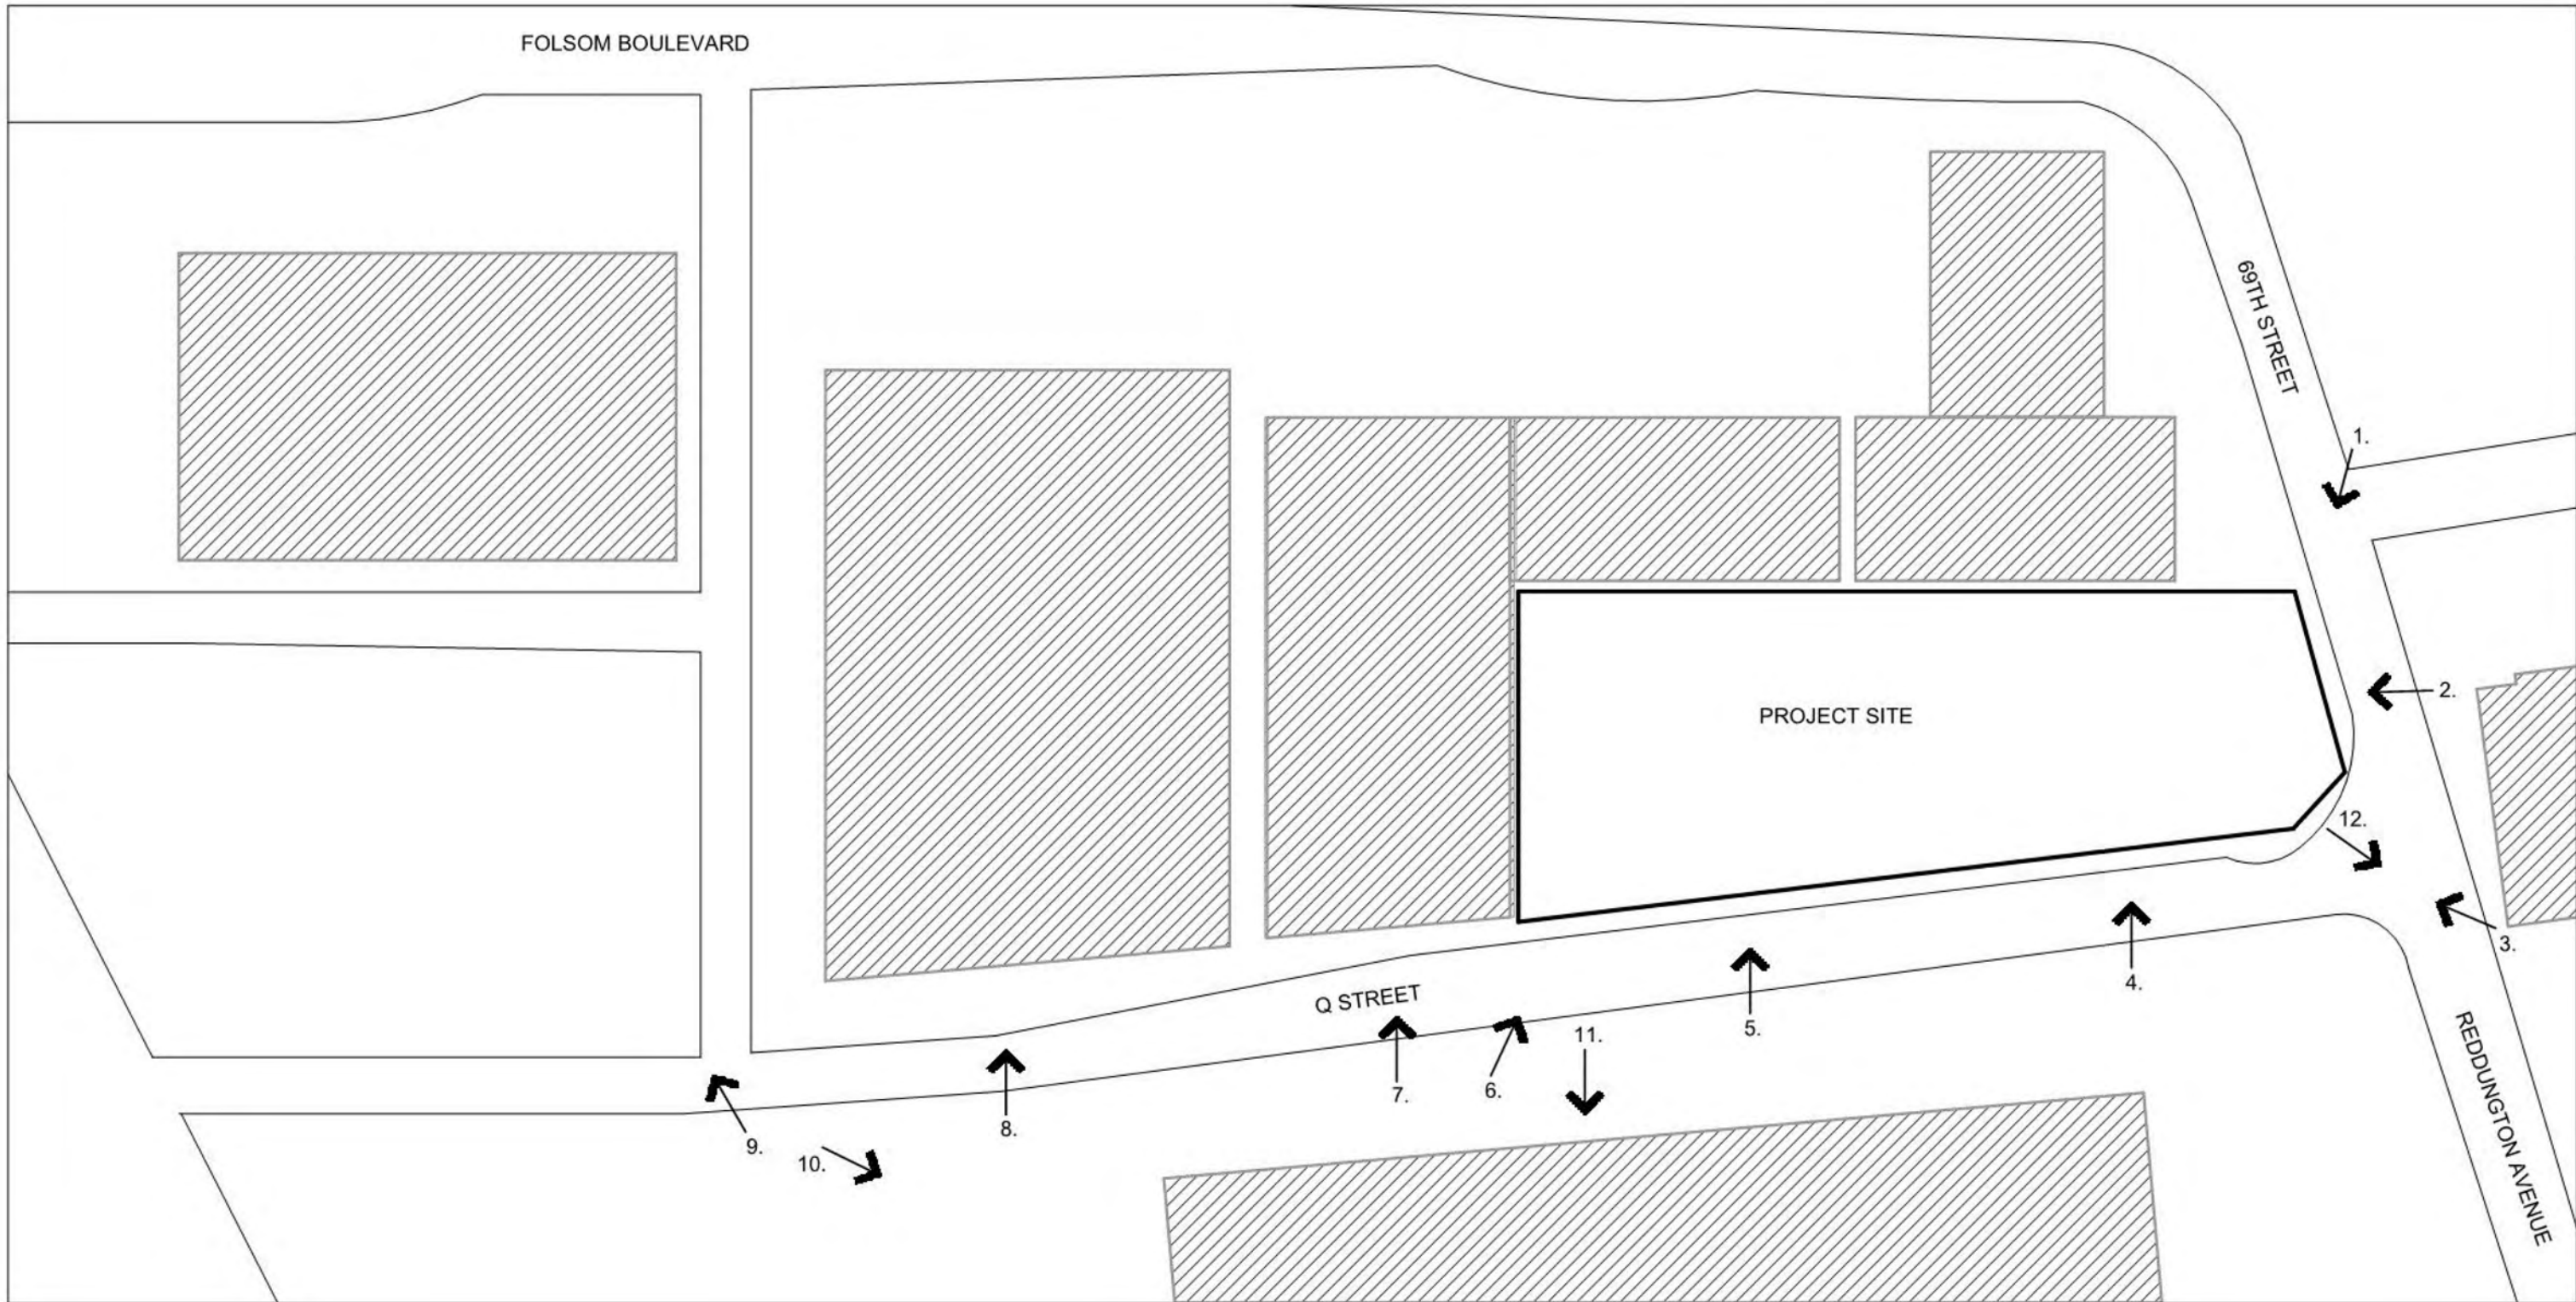 FOLSOM BOULEVARD
69TH STREET
1.
2.
PROJECT SITE
12.
3.
4.
Q STREET
5.
11.
6.
7.
8.
9.
10.
REDDUNGTON AVENUE